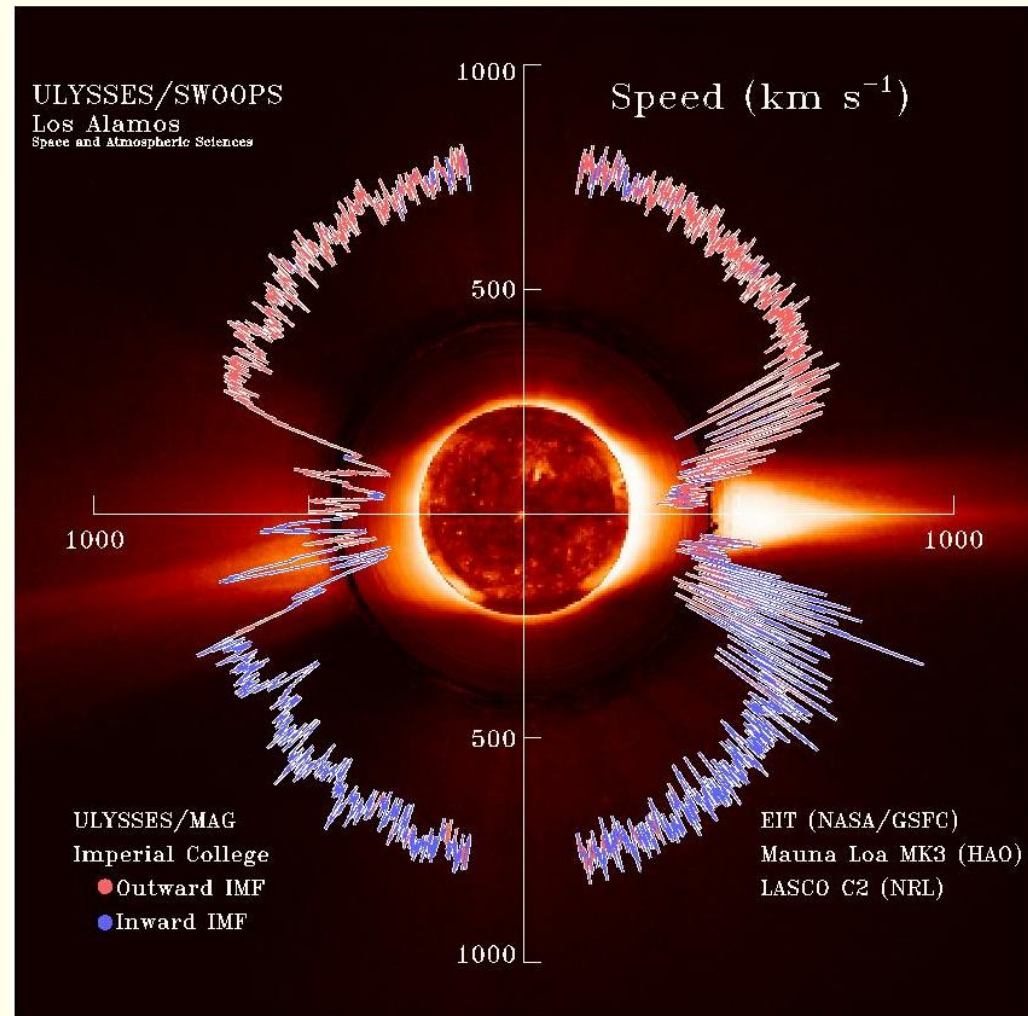 1000
ULYSSES/SWOOPS
Los Alamos
Space and Atmospheric Sciences
Speed (km s⁻¹)
500
1000
1000
500
ULYSSES/MAG
Imperial College
Outward IMF
Inward IMF
EIT (NASA/GSFC)
Mauna Loa MK3 (HAO)
LASCO C2 (NRL)
1000